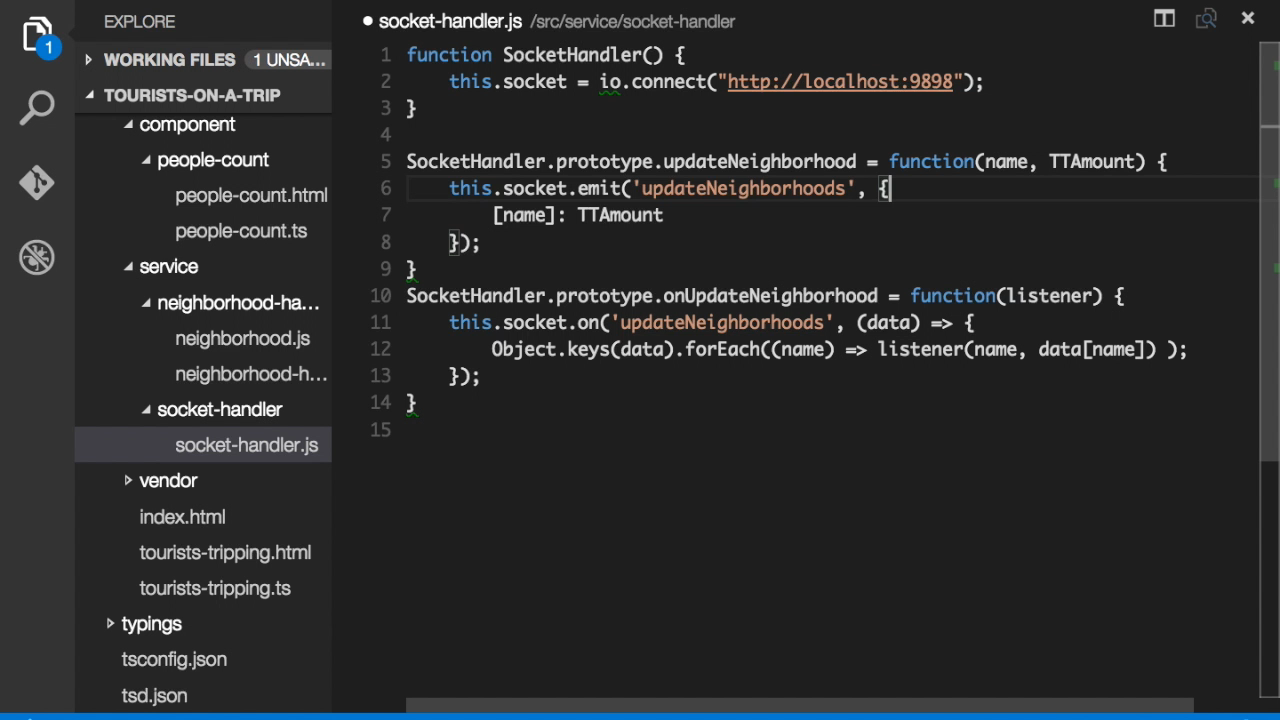 EXPLORE
WORKING FILES 1 UNSA...
TOURISTS-ON-A-TRIP
component
people-count
people-count.html
people-count.ts
service
neighborhood-ha...
neighborhood.js
neighborhood-h...
socket-handler
socket-handler.js
vendor
index.html
tourists-tripping.html
tourists-tripping.ts
typings
tsconfig.json
tsd.json
1
● socket-handler.js /src/service/socket-handler
1 function SocketHandler() {
2 this.socket = io.connect("http://localhost:9898");
3 }
4
5 SocketHandler.prototype.updateNeighborhood = function(name, TTAmount) {
6 this.socket.emit('updateNeighborhoods', {
7 [name]: TTAmount
8 });
9 }
10 SocketHandler.prototype.onUpdateNeighborhood = function(listener) {
11 this.socket.on('updateNeighborhoods', (data) => {
12 Object.keys(data).forEach((name) => listener(name, data[name]) );
13 });
14 }
15